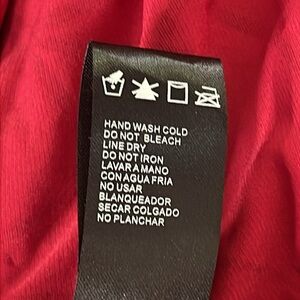 HAND WASH COLD
DO NOT BLEACH
LINE DRY
DO NOT IRON
LAVAR A MANO
CON AGUA FRIA
NO USAR
BLANQUEADOR
SECAR COLGADO
NO PLANCHAR